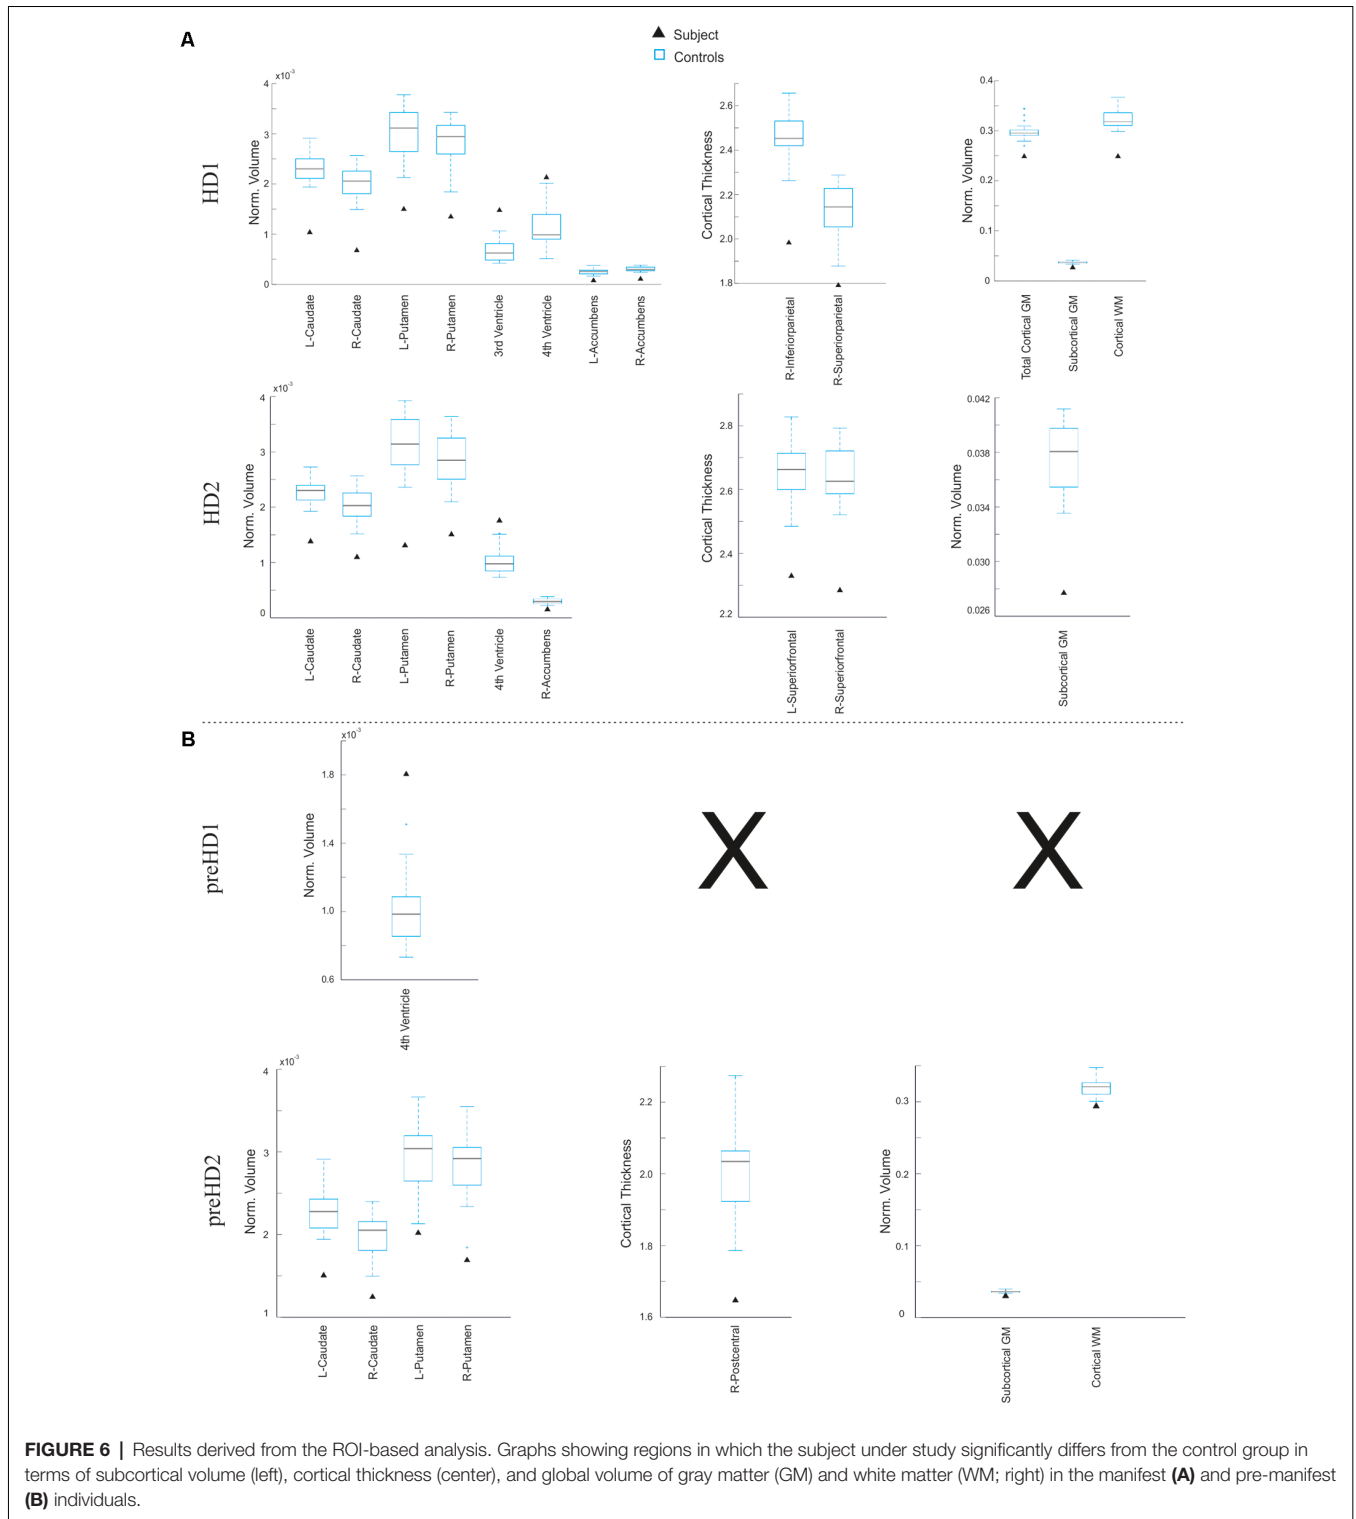 A
Subject
Controls
HD1
x10-3
Norm. Volume
4
3
2
1
0
L-Caudate
R-Caudate
L-Putamen
R-Putamen
3rd Ventricle
4th Ventricle
L-Accumbens
R-Accumbens
Cortical Thickness
2.6
2.4
2.2
2.0
1.8
R-Inferiorparietal
R-Superiorparietal
Norm. Volume
0.4
0.3
0.2
0.1
0
Total Cortical GM
Subcortical GM
Cortical WM
HD2
x10-3
Norm. Volume
4
3
2
1
0
L-Caudate
R-Caudate
L-Putamen
R-Putamen
4th Ventricle
R-Accumbens
Cortical Thickness
2.8
2.6
2.4
2.2
L-Superiorfrontal
R-Superiorfrontal
Norm. Volume
0.042
0.038
0.034
0.030
0.026
Subcortical GM
B
preHD1
x10-3
Norm. Volume
1.8
1.4
1.0
0.6
4th Ventricle
X
X
preHD2
x10-3
Norm. Volume
4
3
2
1
L-Caudate
R-Caudate
L-Putamen
R-Putamen
Cortical Thickness
2.2
2.0
1.8
1.6
R-Postcentral
Norm. Volume
0.3
0.2
0.1
0
Subcortical GM
Cortical WM
FIGURE 6 | Results derived from the ROI-based analysis. Graphs showing regions in which the subject under study significantly differs from the control group in
terms of subcortical volume (left), cortical thickness (center), and global volume of gray matter (GM) and white matter (WM; right) in the manifest (A) and pre-manifest
(B) individuals.